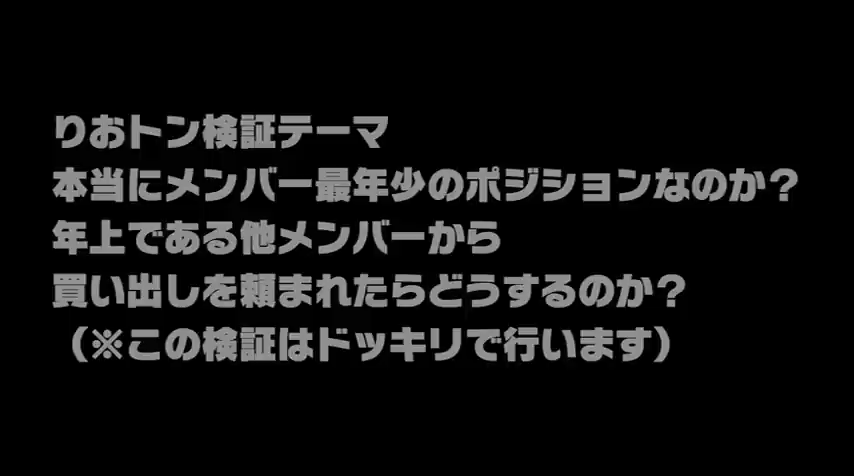 りおトン検証テーマ
本当にメンバー最年少のポジションなのか？
年上である他メンバーから
買い出しを頼まれたらどうするのか？
（※この検証はドッキリで行います）